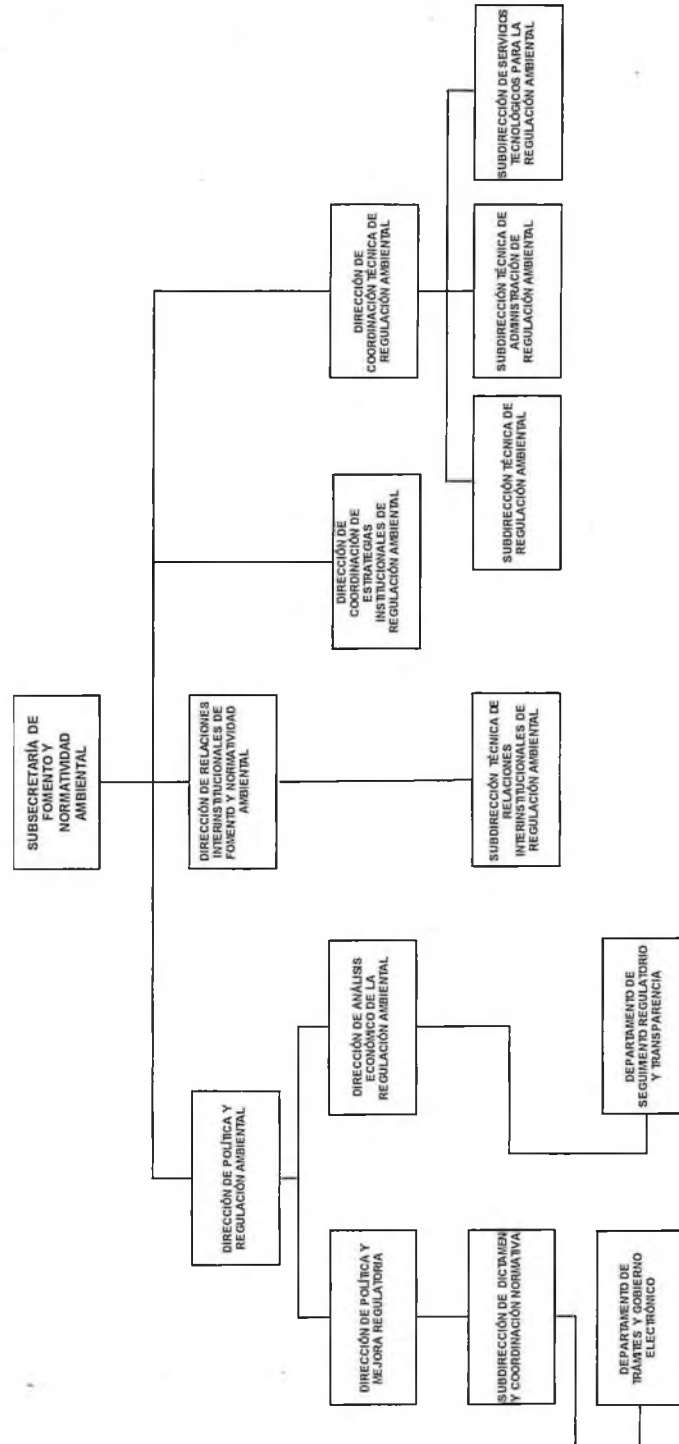 SUBSECRETARÍA DE
FOMENTO Y
NORMATIVIDAD
AMBIENTAL
DIRECCIÓN DE POLÍTICA Y
REGULACIÓN AMBIENTAL
DIRECCIÓN DE RELACIONES
INTERINSTITUCIONALES DE
FOMENTO Y NORMATIVIDAD
AMBIENTAL
DIRECCIÓN DE POLÍTICA Y
MEJORA REGULATORIA
DIRECCIÓN DE ANÁLISIS
ECONÓMICO DE LA
REGULACIÓN AMBIENTAL
DIRECCIÓN DE
COORDINACIÓN DE
ESTRATEGIAS
INSTITUCIONALES DE
REGULACIÓN AMBIENTAL
DIRECCIÓN DE
COORDINACIÓN TÉCNICA DE
REGULACIÓN AMBIENTAL
SUBDIRECCIÓN DE DICTAMEN
Y COORDINACIÓN NORMATIVA
SUBDIRECCIÓN TÉCNICA DE
RELACIONES
INTERINSTITUCIONALES DE
REGULACIÓN AMBIENTAL
SUBDIRECCIÓN TÉCNICA DE
REGULACIÓN AMBIENTAL
SUBDIRECCIÓN TÉCNICA DE
ADMINISTRACIÓN DE
REGULACIÓN AMBIENTAL
SUBDIRECCIÓN DE SERVICIOS
TECNOLÓGICOS PARA LA
REGULACIÓN AMBIENTAL
DEPARTAMENTO DE
TRÁMITES Y GOBIERNO
ELECTRÓNICO
DEPARTAMENTO DE
SEGUIMIENTO REGULATORIO
Y TRANSPARENCIA